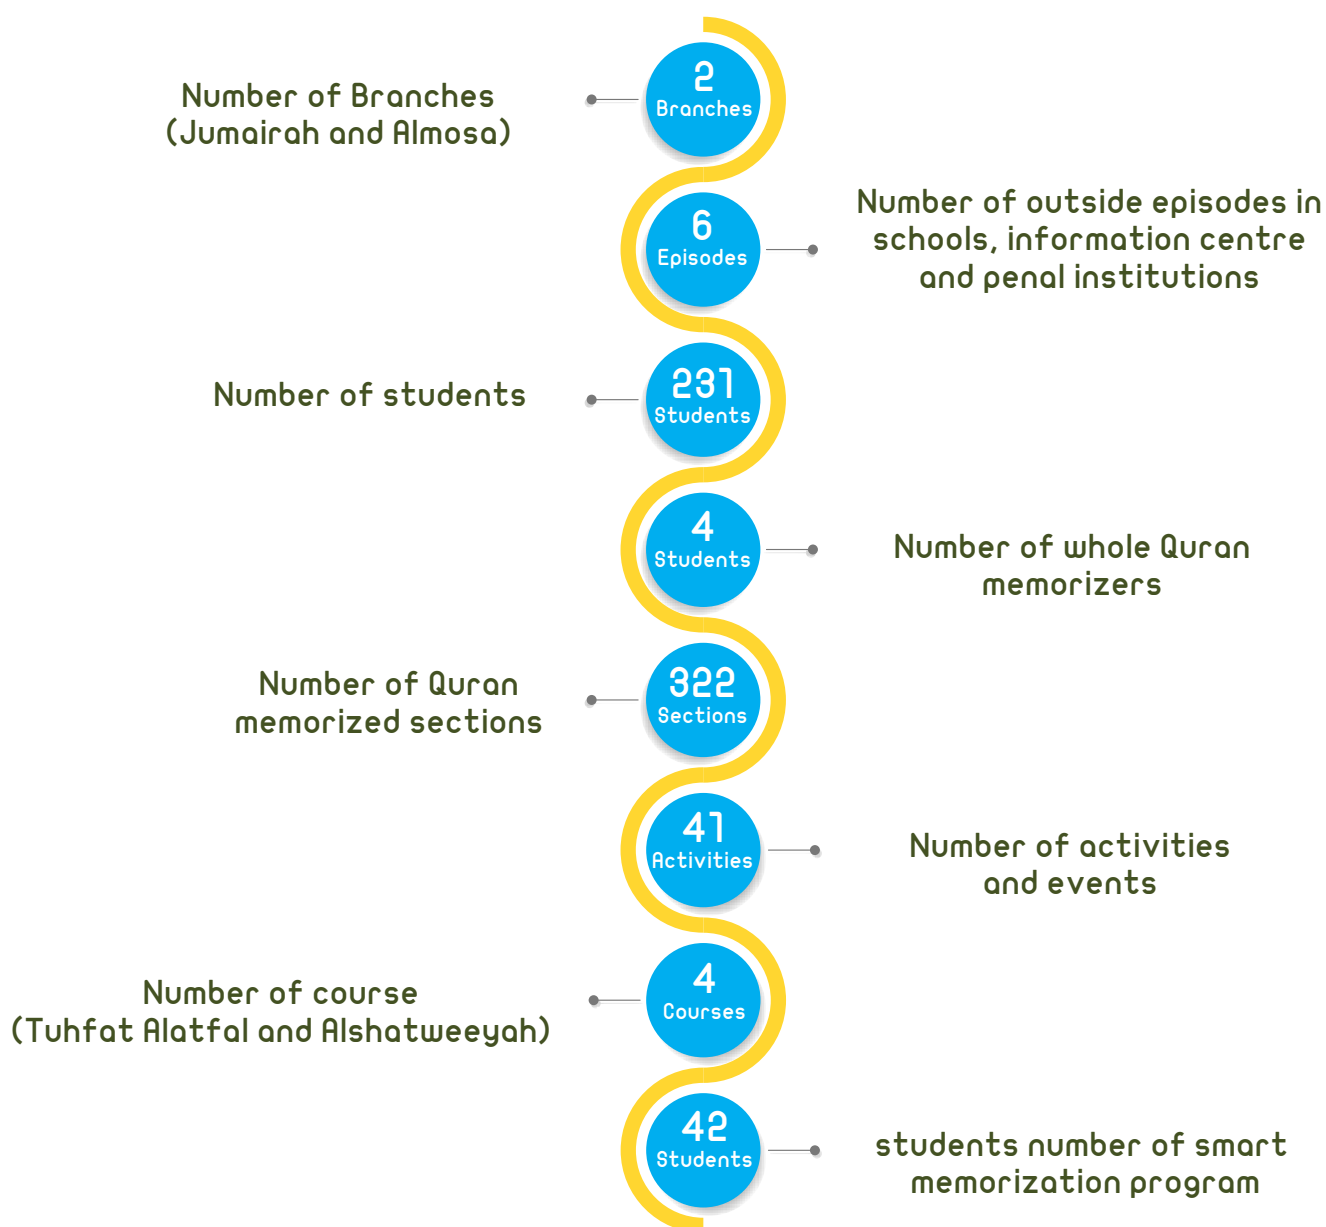 2
Branches
Number of Branches
(Jumairah and Almosa)
6
Episodes
Number of outside episodes in
schools, information centre
and penal institutions
231
Students
Number of students
4
Students
Number of whole Quran
memorizers
322
Sections
Number of Quran
memorized sections
41
Activities
Number of activities
and events
4
Courses
Number of course
(Tuhfat Alatfal and Alshatweeyah)
42
Students
students number of smart
memorization program